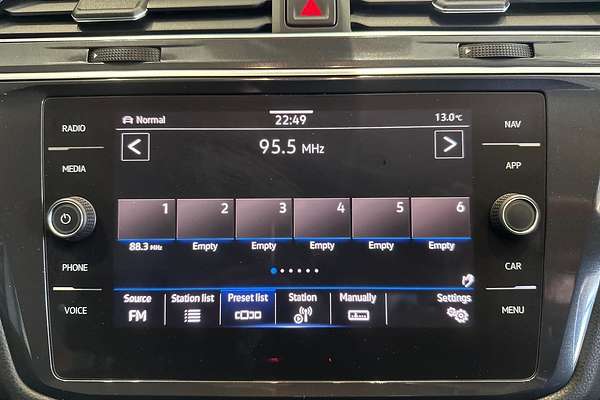 RADIO
MEDIA
PHONE
VOICE
Normal
22:49
13.0°C
95.5 MHz
1 2 3 4 5 6
88.3 MHz Empty Empty Empty Empty Empty
Source Station list Preset list Station Manually Settings
FM
NAV
APP
CAR
MENU